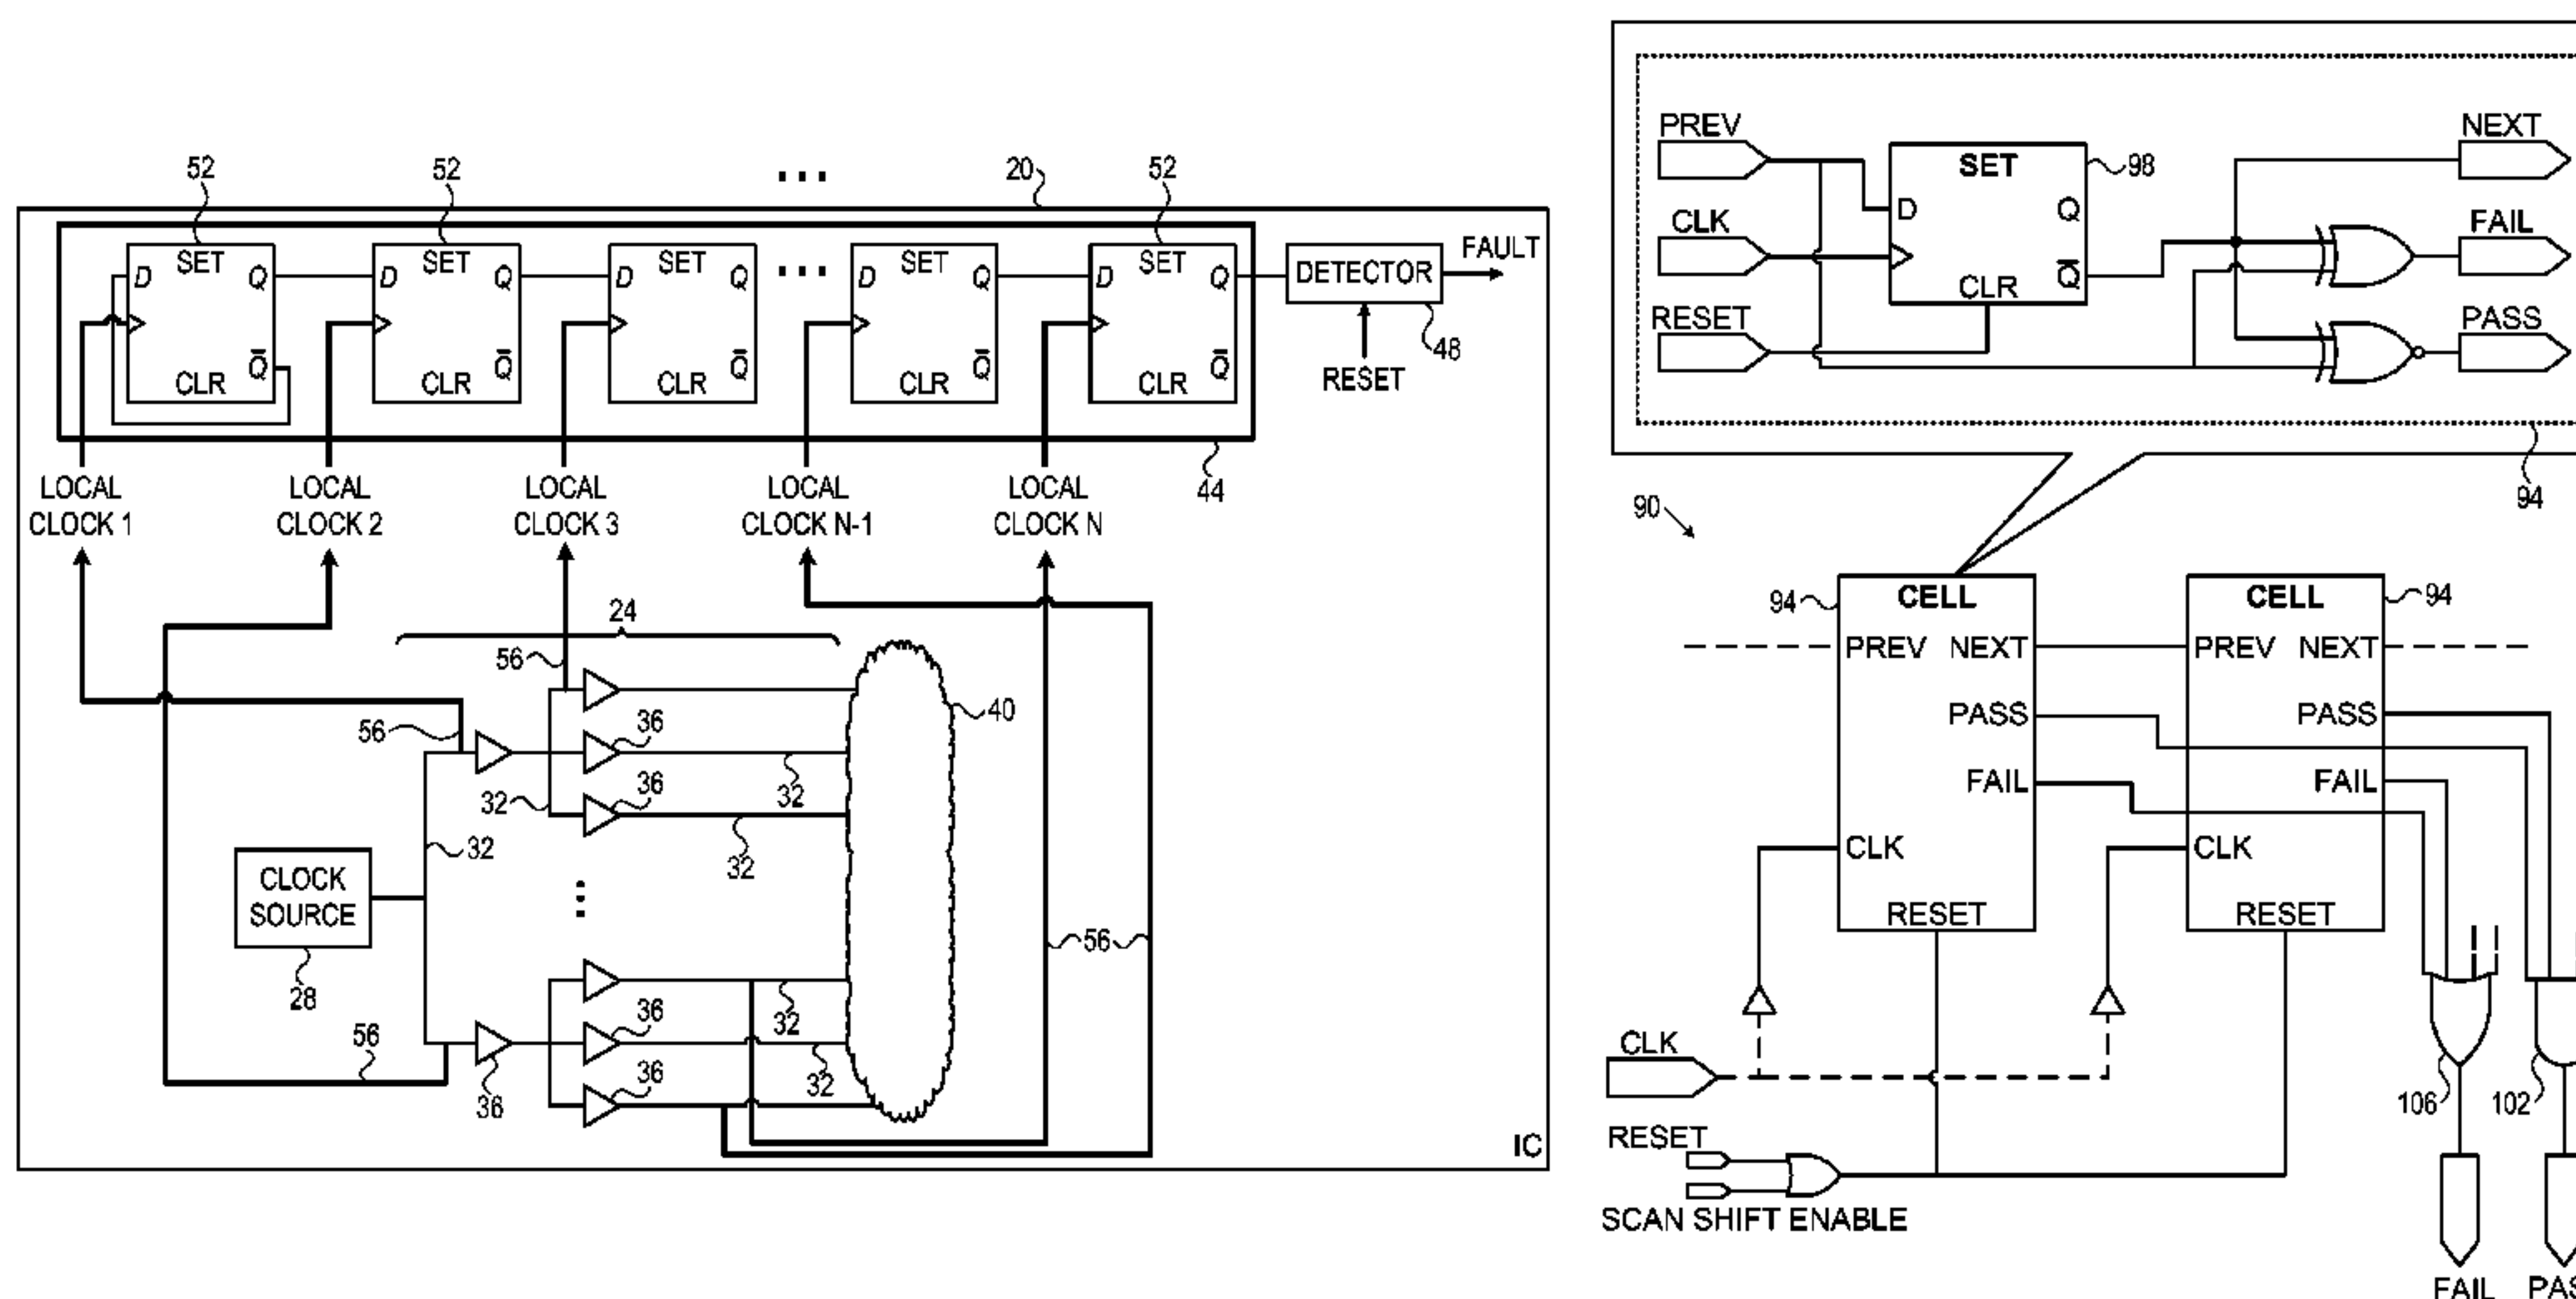 52
52
...
20
52
SET
D
Q
Q̅
CLR
SET
D
Q
Q̅
CLR
SET
D
Q
Q̅
CLR
...
SET
D
Q
Q̅
CLR
SET
D
Q
Q̅
CLR
DETECTOR
FAULT
48
RESET
44
LOCAL
CLOCK 1
LOCAL
CLOCK 2
LOCAL
CLOCK 3
LOCAL
CLOCK N-1
LOCAL
CLOCK N
24
56
40
56
36
32
36
32
32
32
CLOCK
SOURCE
28
56
56
36
32
36
32
36
36
IC
PREV
CLK
RESET
SET
D
Q
Q̅
CLR
98
NEXT
FAIL
PASS
94
90
94
CELL
PREV NEXT
PASS
FAIL
CLK
RESET
CELL
94
PREV NEXT
PASS
FAIL
CLK
RESET
CLK
RESET
SCAN SHIFT ENABLE
106
102
FAIL